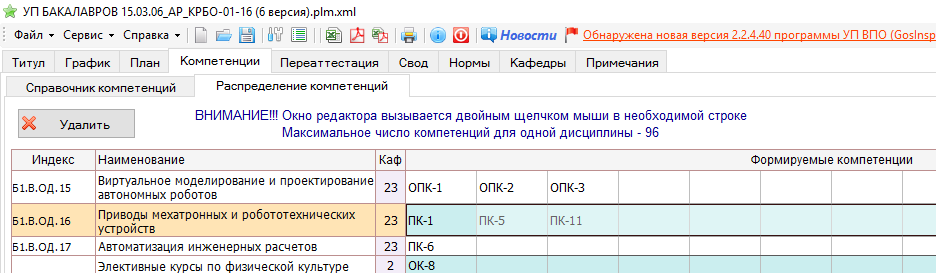 УП БАКАЛАВРОВ 15.03.06_АР_КРБО-01-16 (6 версия).plm.xml
Файл Сервис Справка Новости Обнаружена новая версия 2.2.4.40 программы УП ВПО (GosInsp
Титул График План Компетенции Переаттестация Свод Нормы Кафедры Примечания
Справочник компетенций Распределение компетенций
Удалить
ВНИМАНИЕ!!! Окно редактора вызывается двойным щелчком мыши в необходимой строке
Максимальное число компетенций для одной дисциплины - 96
Индекс Наименование Каф Формируемые компетенции
Б1.В.ОД.15 Виртуальное моделирование и проектирование
автономных роботов 23 ОПК-1 ОПК-2 ОПК-3
Б1.В.ОД.16 Приводы мехатронных и робототехнических
устройств 23 ПК-1 ПК-5 ПК-11
Б1.В.ОД.17 Автоматизация инженерных расчетов 23 ПК-6
Элективные курсы по физической культуре 2 ОК-8